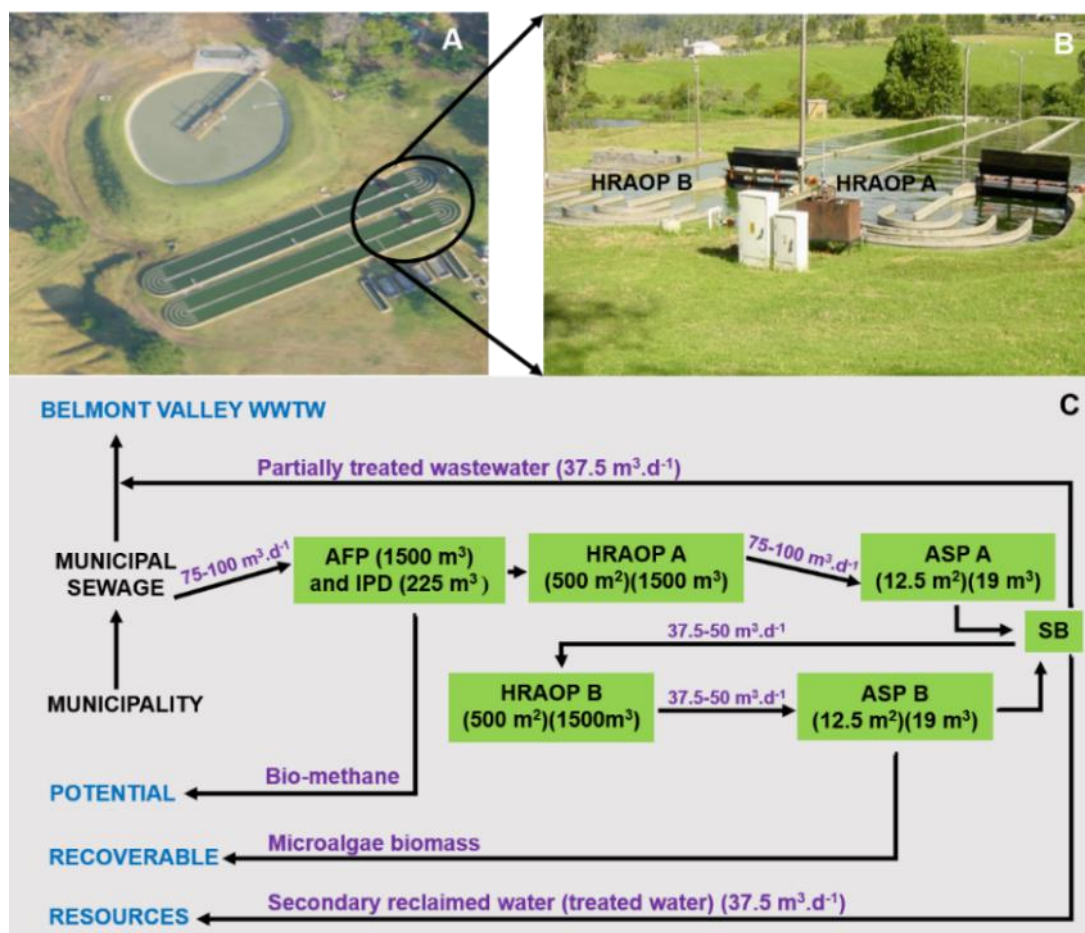 A
B
HRAOP B
HRAOP A
C
BELMONT VALLEY WWTW
Partially treated wastewater (37.5 m³.d⁻¹)
MUNICIPAL
SEWAGE
75-100 m³.d⁻¹
AFP (1500 m³)
and IPD (225 m³)
HRAOP A
(500 m²)(1500 m³)
75-100 m³.d⁻¹
ASP A
(12.5 m²)(19 m³)
SB
37.5-50 m³.d⁻¹
MUNICIPALITY
HRAOP B
(500 m²)(1500m³)
37.5-50 m³.d⁻¹
ASP B
(12.5 m²)(19 m³)
Bio-methane
POTENTIAL
Microalgae biomass
RECOVERABLE
Secondary reclaimed water (treated water) (37.5 m³.d⁻¹)
RESOURCES